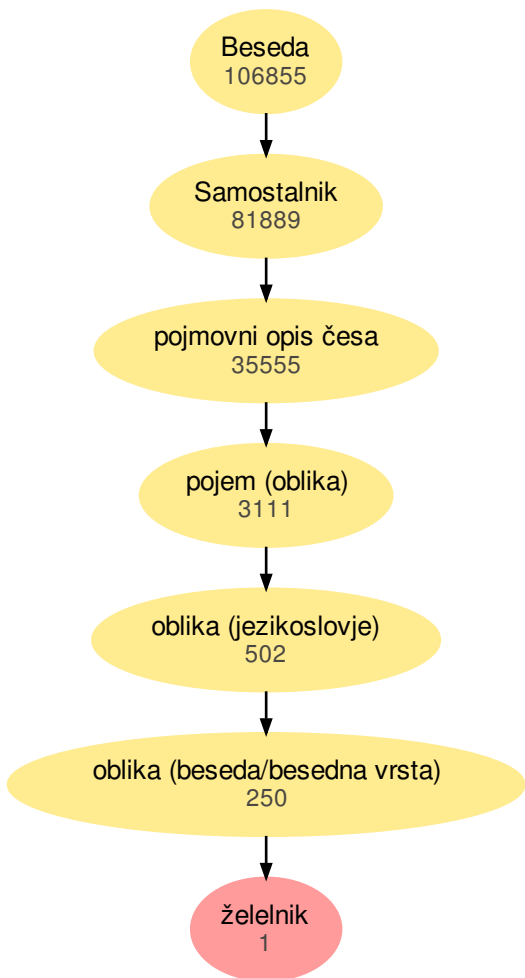 Beseda
106855
Samostalnik
81889
pojmovni opis česa
35555
pojem (oblika)
3111
oblika (jezikoslovje)
502
oblika (beseda/besedna vrsta)
250
želelnik
1